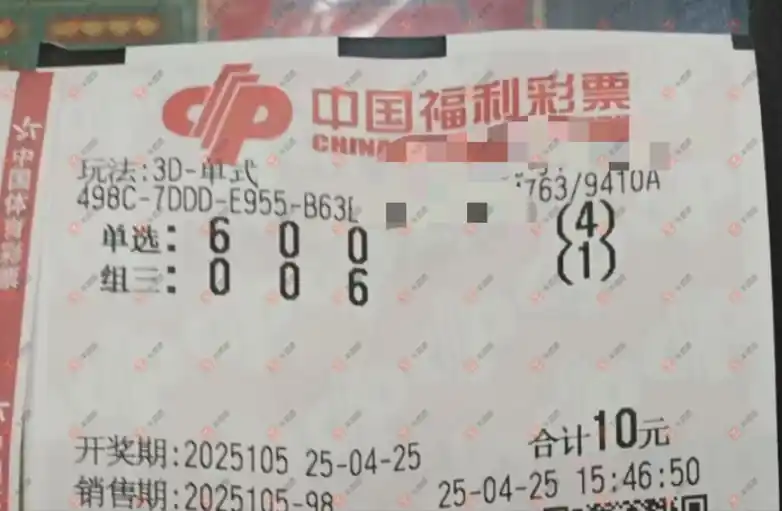 中国福利彩票
CHINA
玩法:3D-单式
498C-7DDD-E955-B63 763/9410A
单选: 6 0 0 (4)
组三: 0 0 6 (1)
开奖期:2025105 25-04-25 合计10元
销售期:2025105-98 25-04-25 15:46:50
中国体育彩票